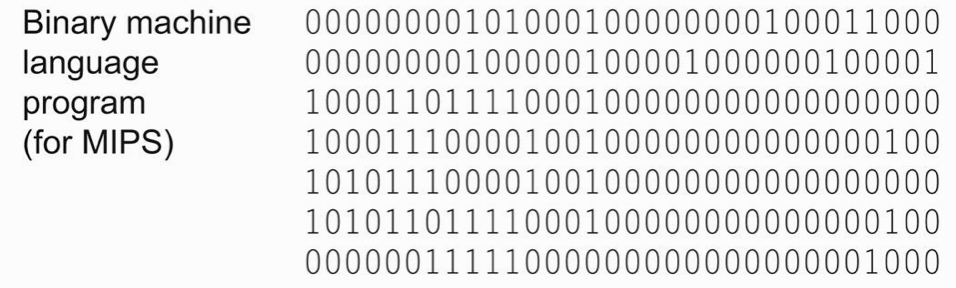 Binary machine 00000000101000100000000100011000
language 00000000100000100001000000100001
program 10001101111000100000000000000000
(for MIPS) 10001110000100100000000000000100
10101110000100100000000000000000
10101101111000100000000000000100
00000011111000000000000000001000